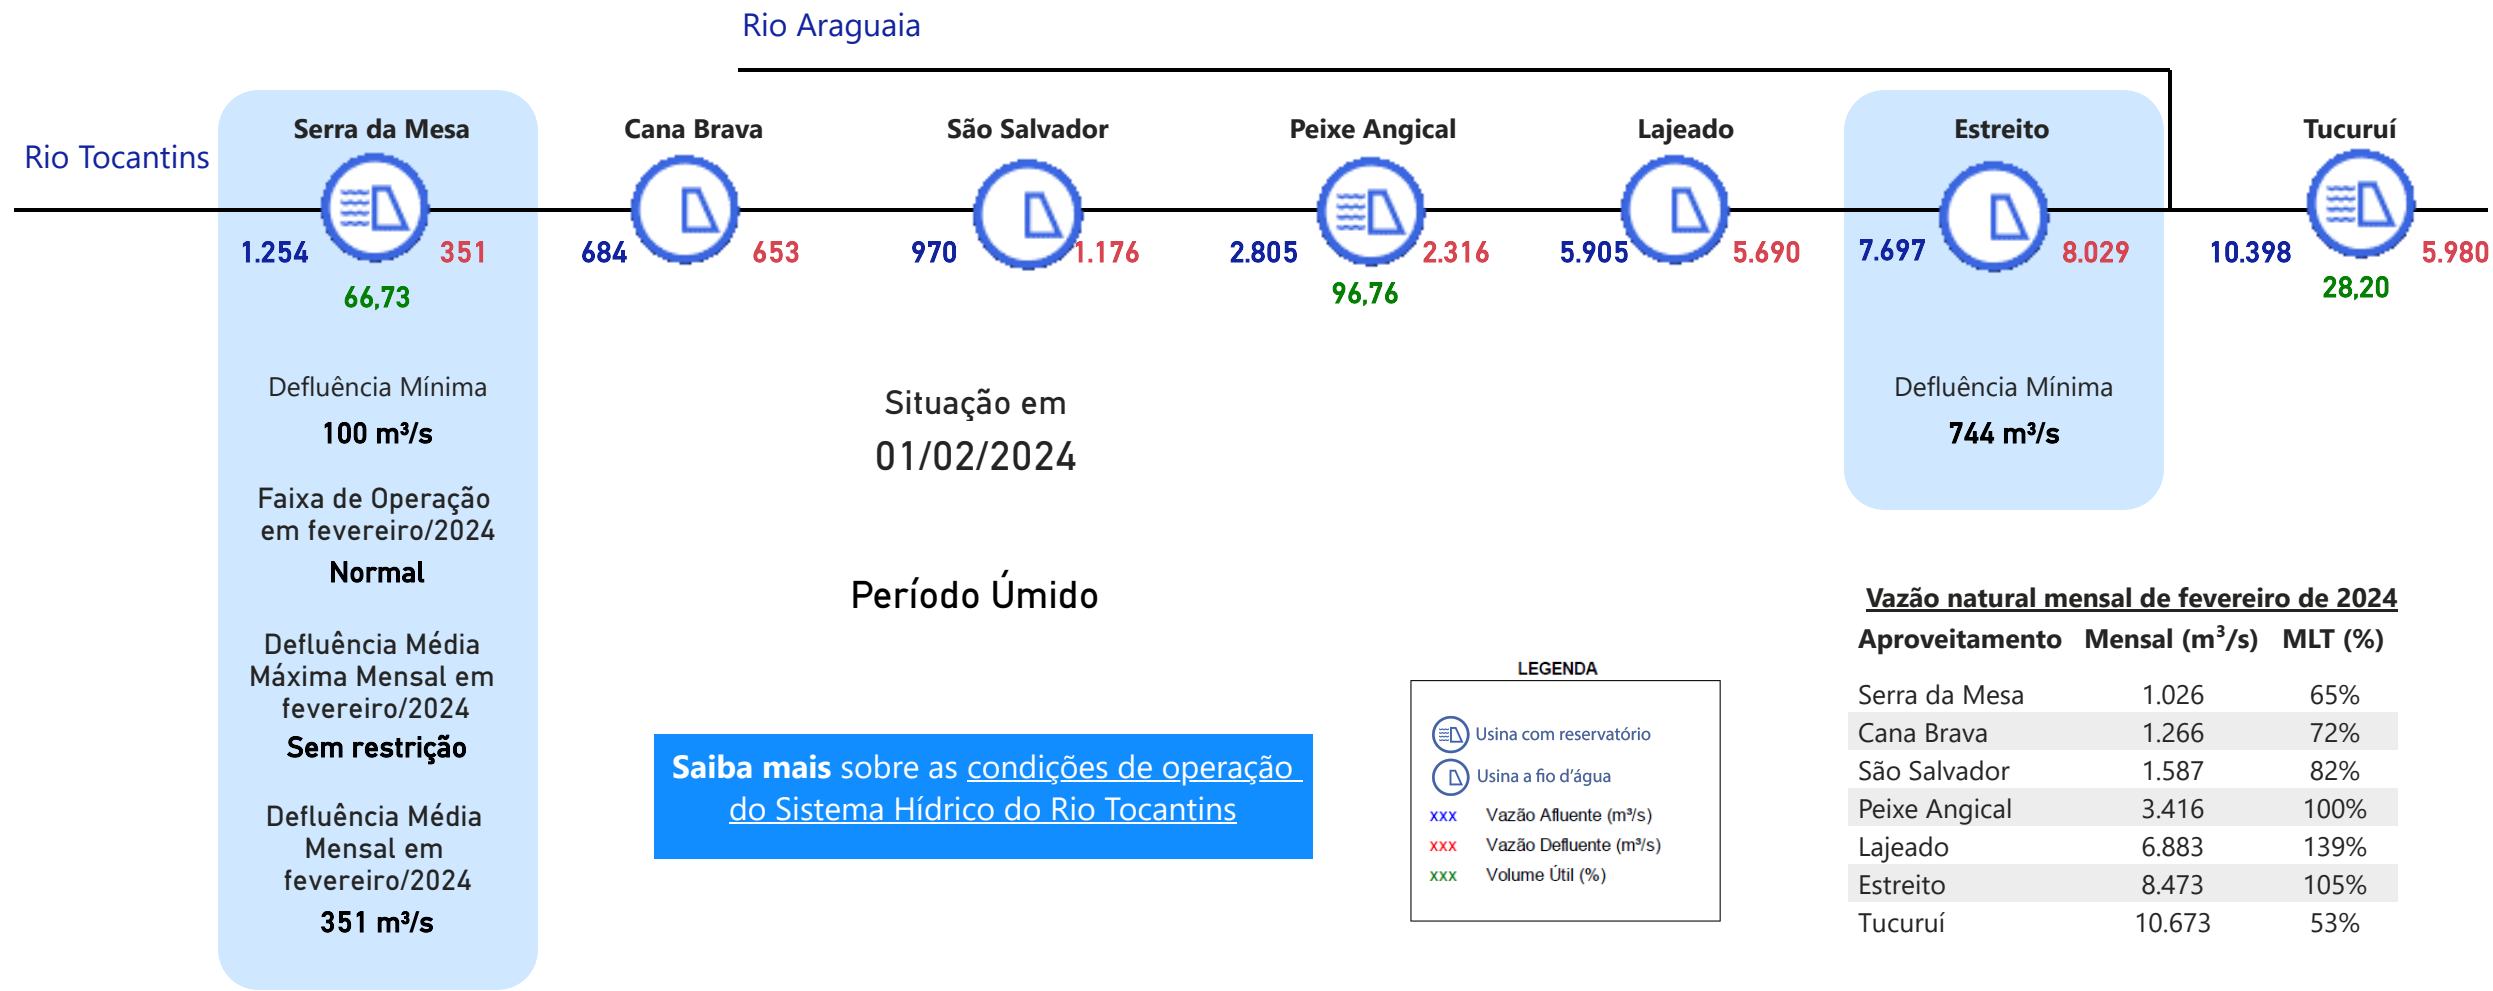 Rio Araguaia
Rio Tocantins
Serra da Mesa
Cana Brava
São Salvador
Peixe Angical
Lajeado
Estreito
Tucuruí
1.254 351
684 653
970 1.176
2.805 2.316
5.905 5.690
7.697 8.029
10.398 5.980
66,73
96,76
28,20
Defluência Mínima
100 m³/s
Faixa de Operação
em fevereiro/2024
Normal
Defluência Média
Máxima Mensal em
fevereiro/2024
Sem restrição
Defluência Média
Mensal em
fevereiro/2024
351 m³/s
Situação em
01/02/2024
Período Úmido
Saiba mais sobre as condições de operação
do Sistema Hídrico do Rio Tocantins
Defluência Mínima
744 m³/s
LEGENDA
Usina com reservatório
Usina a fio d'água
xxx Vazão Afluente (m³/s)
xxx Vazão Defluente (m³/s)
xxx Volume Útil (%)
Vazão natural mensal de fevereiro de 2024
Aproveitamento Mensal (m³/s) MLT (%)
Serra da Mesa 1.026 65%
Cana Brava 1.266 72%
São Salvador 1.587 82%
Peixe Angical 3.416 100%
Lajeado 6.883 139%
Estreito 8.473 105%
Tucuruí 10.673 53%